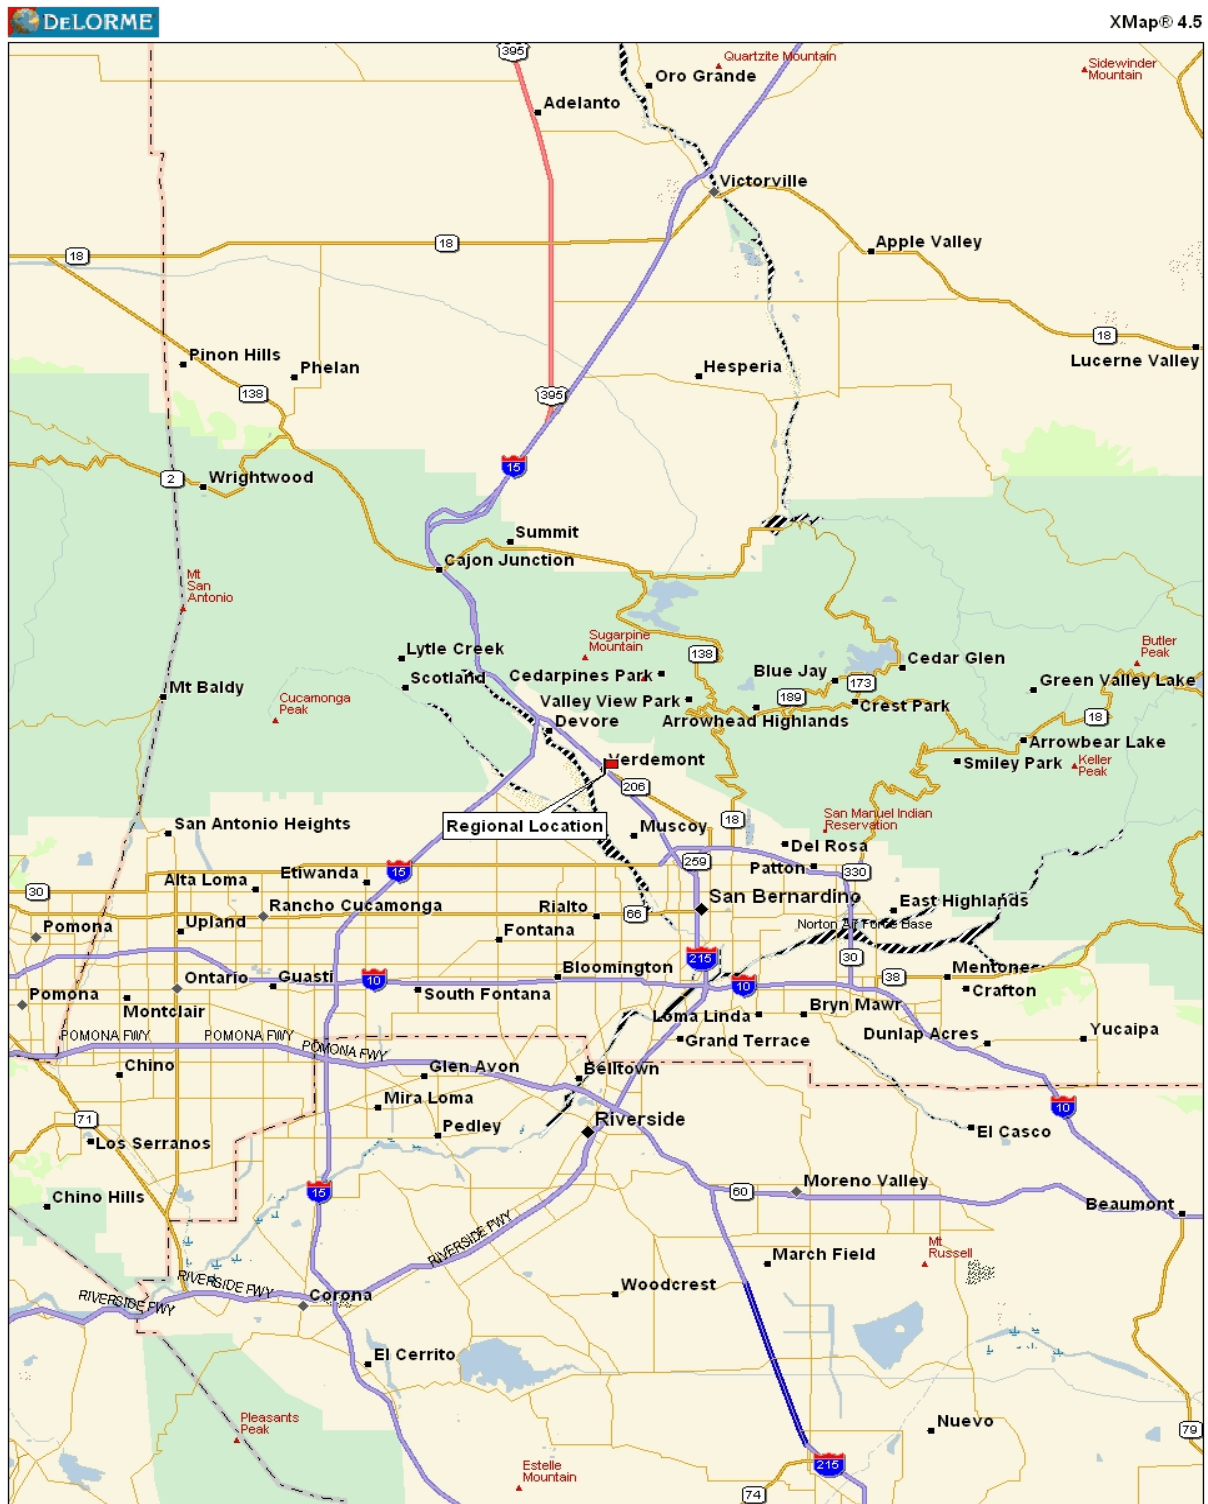 DELORME
XMap® 4.5
395
Quartzite Mountain
Sidewinder
Mountain
Oro Grande
Adelanto
Victorville
18
18
Apple Valley
18
Lucerne Valley
Pinon Hills
Phelan
Hesperia
138
395
15
2
Wrightwood
Summit
Cajon Junction
Mt
San
Antonio
Sugarpine
Mountain
Butler
Peak
Lytle Creek
138
Cedar Glen
Scotland
Cedarpines Park
Blue Jay
173
Green Valley Lake
Mt Baldy
Cucamonga
Peak
Valley View Park
189
Crest Park
18
Devore
Arrowhead Highlands
Arrowbear Lake
Verdemont
Smiley Park
Keller
Peak
206
San Manuel Indian
Reservation
Regional Location
18
San Antonio Heights
Muscoy
Del Rosa
259
Patton
330
15
Etiwanda
Alta Loma
30
San Bernardino
East Highlands
Rancho Cucamonga
Rialto
66
Pomona
Upland
Fontana
Norton Air Force Base
215
30
Bloomington
Mentone
Ontario
Guasti
10
10
38
Crafton
Pomona
Montclair
South Fontana
Loma Linda
Bryn Mawr
POMONA FWY
POMONA FWY
POMONA FWY
Grand Terrace
Dunlap Acres
Yucaipa
Chino
Glen Avon
Belltown
Mira Loma
10
71
Riverside
Pedley
El Casco
Los Serranos
15
60
Moreno Valley
Chino Hills
Beaumont
RIVERSIDE FWY
Mt
Russell
March Field
RIVERSIDE FWY
Woodcrest
RIVERSIDE FWY
Corona
El Cerrito
Pleasants
Peak
Nuevo
79
Estelle
Mountain
215
74